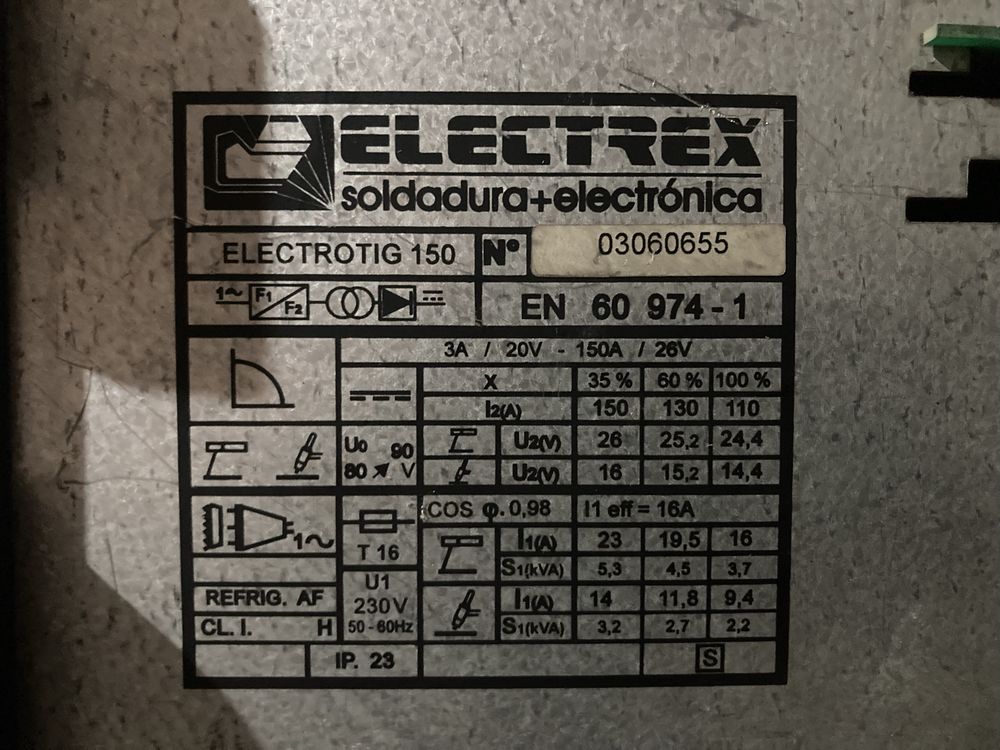 ELECTREX
soldadura+electrónica
ELECTROTIG 150 Nº 03060655
1~ F1 F2 EN 60 974-1
3A / 20V - 150A / 26V
X 35 % 60 % 100 %
I2(A) 150 130 110
U0 90 U2(V) 26 25,2 24,4
80 V U2(V) 16 15,2 14,4
COS φ. 0,98 I1 eff = 16A
1~ T 16 I1(A) 23 19,5 16
U1 S1(kVA) 5,3 4,5 3,7
REFRIG. AF 230V I1(A) 14 11,8 9,4
CL. I. H 50-60Hz S1(kVA) 3,2 2,7 2,2
IP. 23 S